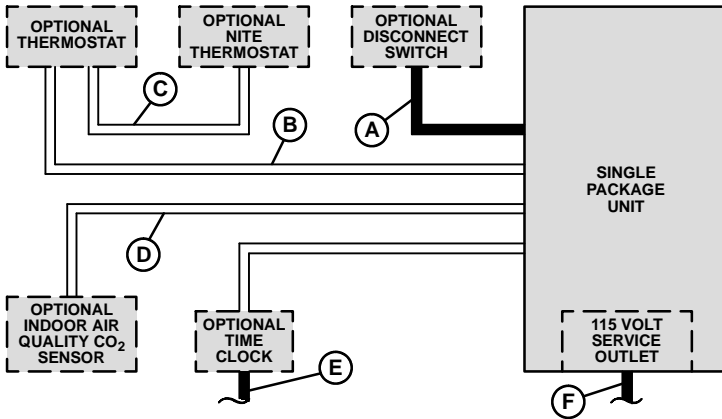 OPTIONAL
THERMOSTAT
OPTIONAL
NITE
THERMOSTAT
OPTIONAL
DISCONNECT
SWITCH
C
B
A
SINGLE
PACKAGE
UNIT
D
OPTIONAL
INDOOR AIR
QUALITY CO2
SENSOR
OPTIONAL
TIME
CLOCK
115 VOLT
SERVICE
OUTLET
E
F